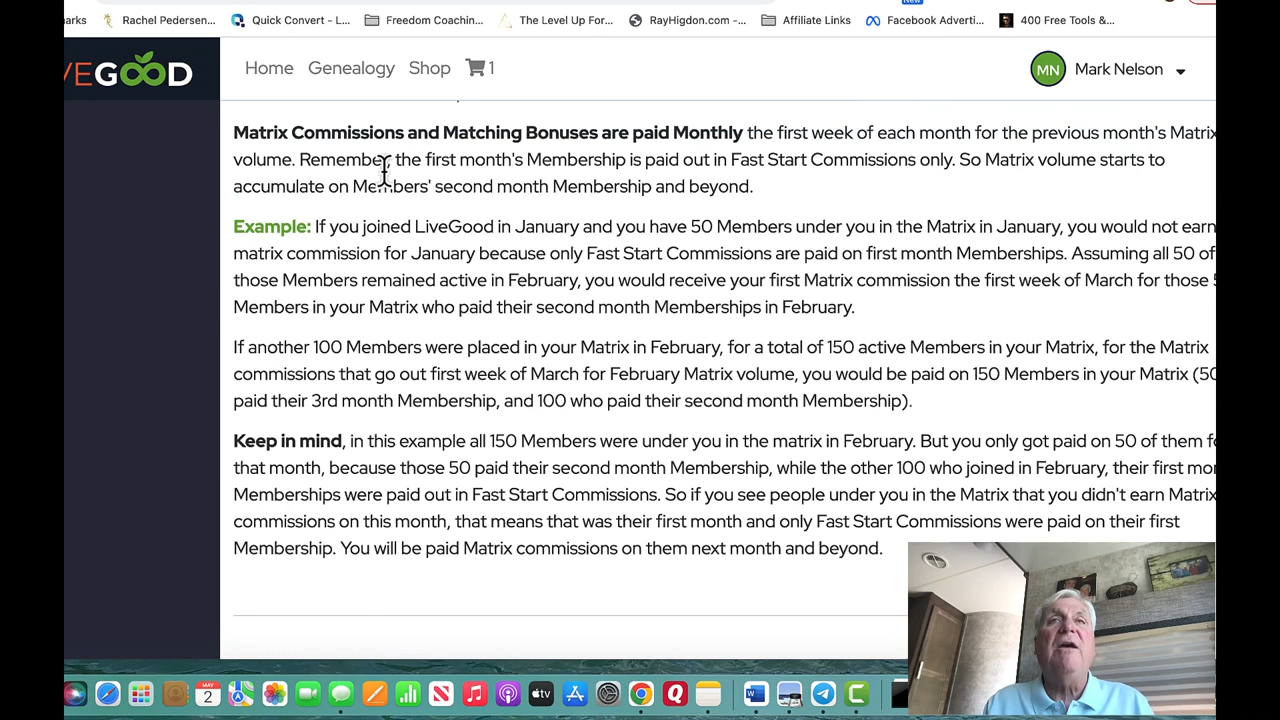 Rachel Pedersen...
Quick Convert - L...
Freedom Coachin...
The Level Up For...
RayHigdon.com -...
Affiliate Links
Facebook Adverti...
400 Free Tools &...
New
VEGOOD
Home
Genealogy
Shop
1
MN
Mark Nelson
Matrix Commissions and Matching Bonuses are paid Monthly the first week of each month for the previous month's Matrix
volume. Remember the first month's Membership is paid out in Fast Start Commissions only. So Matrix volume starts to
accumulate on Members' second month Membership and beyond.
Example: If you joined LiveGood in January and you have 50 Members under you in the Matrix in January, you would not earn
matrix commission for January because only Fast Start Commissions are paid on first month Memberships. Assuming all 50 of
those Members remained active in February, you would receive your first Matrix commission the first week of March for those
Members in your Matrix who paid their second month Memberships in February.
If another 100 Members were placed in your Matrix in February, for a total of 150 active Members in your Matrix, for the Matrix
commissions that go out first week of March for February Matrix volume, you would be paid on 150 Members in your Matrix (50
paid their 3rd month Membership, and 100 who paid their second month Membership).
Keep in mind, in this example all 150 Members were under you in the matrix in February. But you only got paid on 50 of them
that month, because those 50 paid their second month Membership, while the other 100 who joined in February, their first
Memberships were paid out in Fast Start Commissions. So if you see people under you in the Matrix that you didn't earn Matrix
commissions on this month, that means that was their first month and only Fast Start Commissions were paid on their first
Membership. You will be paid Matrix commissions on them next month and beyond.
MAY
2
tv